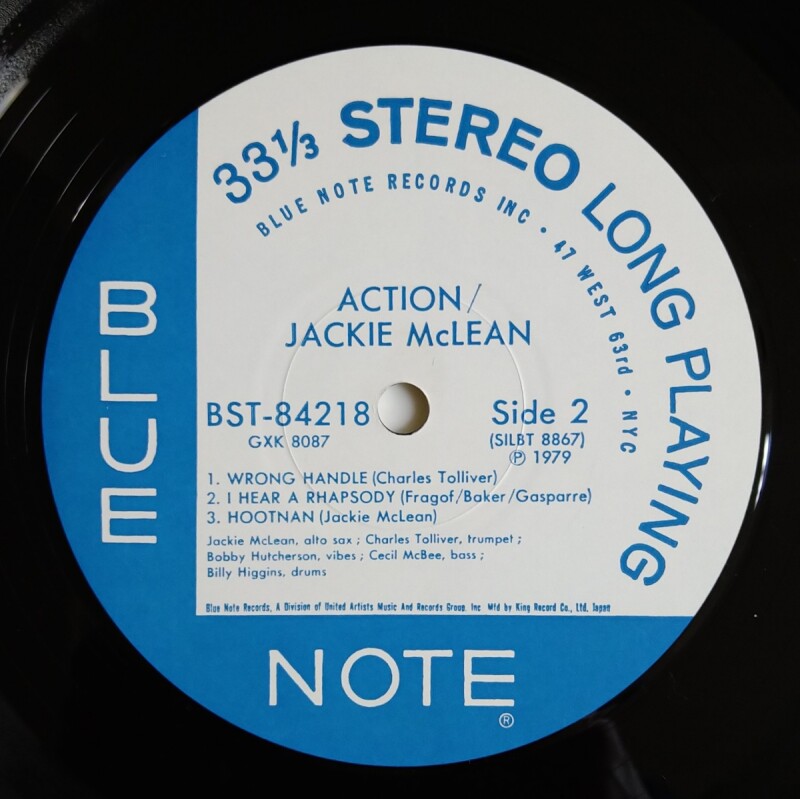 33⅓ STEREO LONG PLAYING
BLUE NOTE RECORDS INC • 47 WEST 63rd • NYC
ACTION/
JACKIE McLEAN
BST-84218 Side 2
GXK 8087 (SILBT 8867)
℗ 1979
1. WRONG HANDLE (Charles Tolliver)
2. I HEAR A RHAPSODY (Fragof/Baker/Gasparre)
3. HOOTNAN (Jackie McLean)
Jackie McLean, alto sax ; Charles Tolliver, trumpet ;
Bobby Hutcherson, vibes ; Cecil McBee, bass ;
Billy Higgins, drums
Blue Note Records, A Division of United Artists Music And Records Group, Inc. Mfd by King Record Co., Ltd, Japan
BLUE
NOTE
®